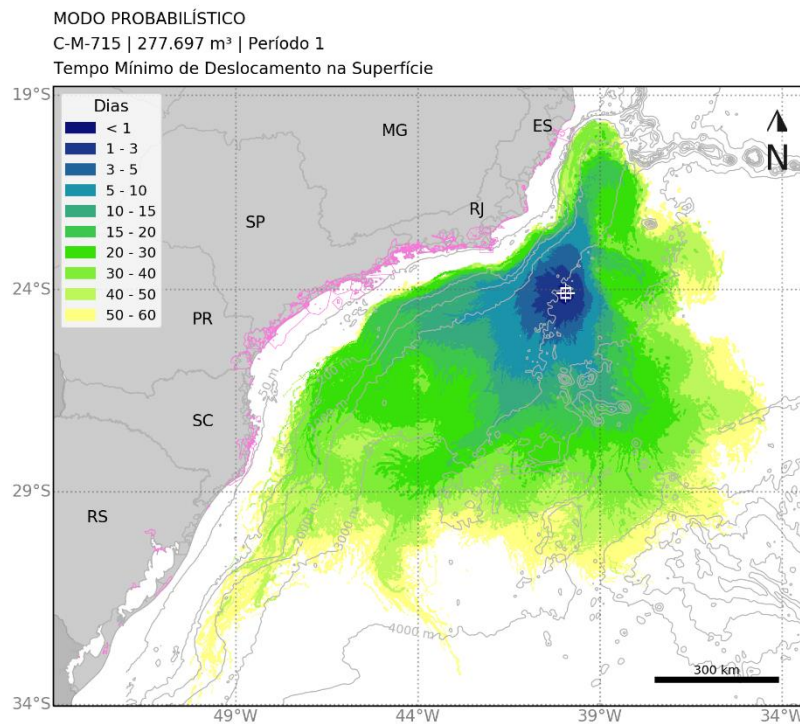 MODO PROBABILÍSTICO
C-M-715 | 277.697 m³ | Período 1
Tempo Mínimo de Deslocamento na Superfície
19°S
24°S
29°S
34°S
Dias
< 1
1 - 3
3 - 5
5 - 10
10 - 15
15 - 20
20 - 30
30 - 40
40 - 50
50 - 60
MG
ES
N
RJ
SP
PR
SC
RS
50 m
4000 m
300 km
49°W
44°W
39°W
34°W